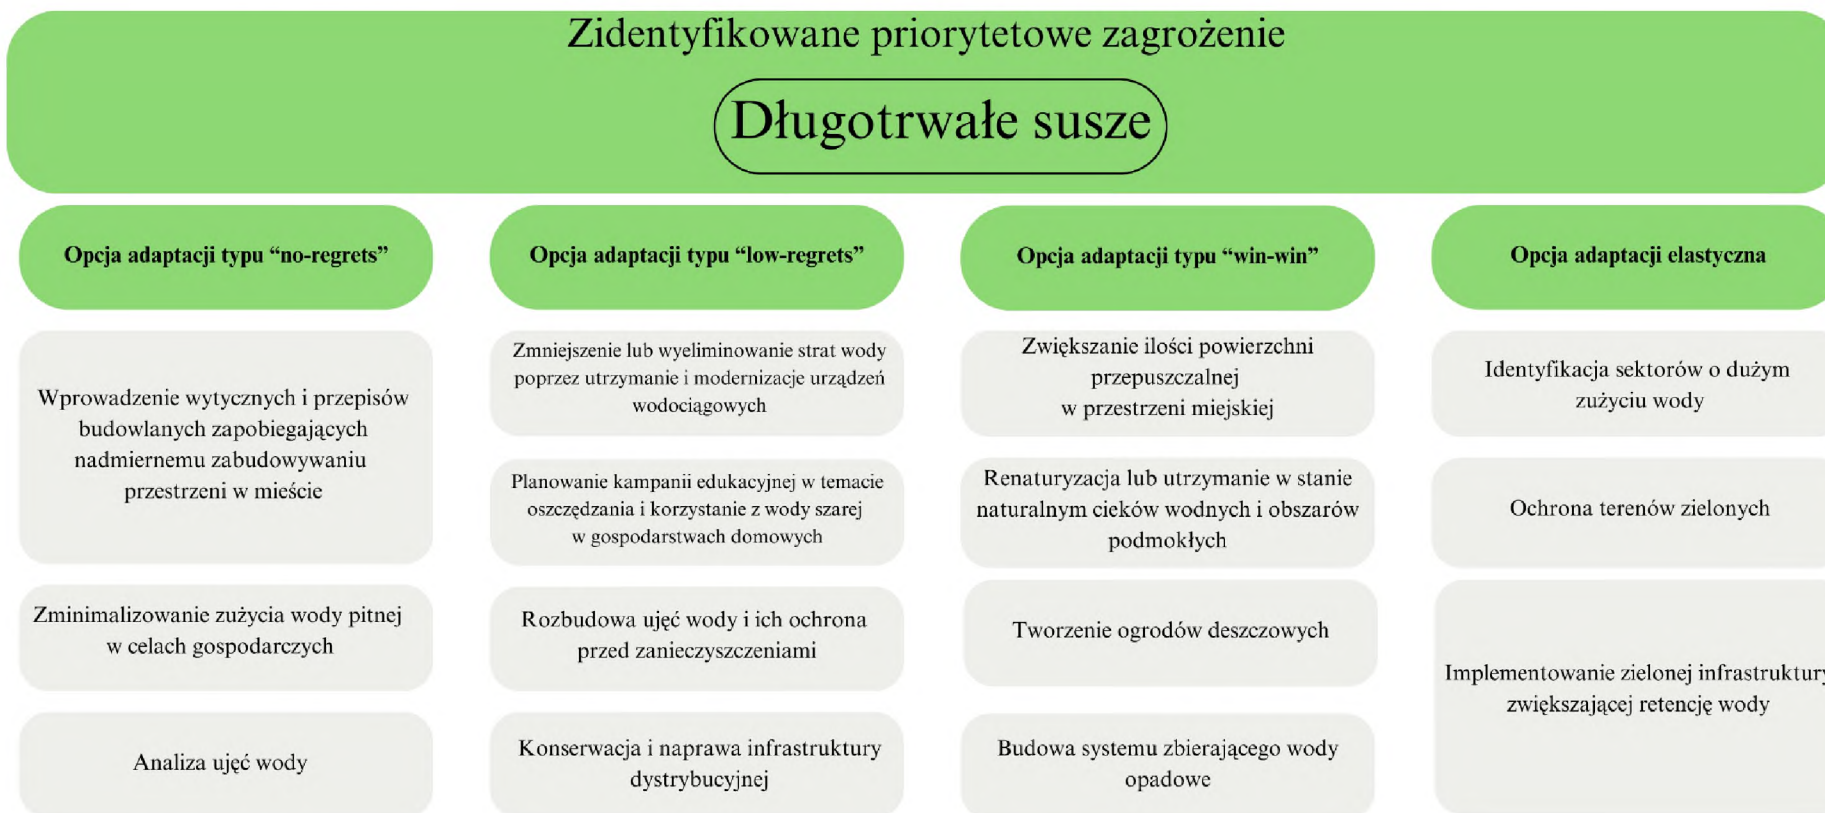 Zidentyfikowane priorytetowe zagrożenie
Długotrwałe susze
Opcja adaptacji typu “no-regrets”
Wprowadzenie wytycznych i przepisów
budowlanych zapobiegających
nadmiernemu zabudowywaniu
przestrzeni w mieście
Zminimalizowanie zużycia wody pitnej
w celach gospodarczych
Analiza ujęć wody
Opcja adaptacji typu “low-regrets”
Zmniejszenie lub wyeliminowanie strat wody
poprzez utrzymanie i modernizacje urządzeń
wodociągowych
Planowanie kampanii edukacyjnej w temacie
oszczędzania i korzystanie z wody szarej
w gospodarstwach domowych
Rozbudowa ujęć wody i ich ochrona
przed zanieczyszczeniami
Konserwacja i naprawa infrastruktury
dystrybucyjnej
Opcja adaptacji typu “win-win”
Zwiększanie ilości powierzchni
przepuszczalnej
w przestrzeni miejskiej
Renaturyzacja lub utrzymanie w stanie
naturalnym cieków wodnych i obszarów
podmokłych
Tworzenie ogrodów deszczowych
Budowa systemu zbierającego wody
opadowe
Opcja adaptacji elastyczna
Identyfikacja sektorów o dużym
zużyciu wody
Ochrona terenów zielonych
Implementowanie zielonej infrastruktury
zwiększającej retencję wody